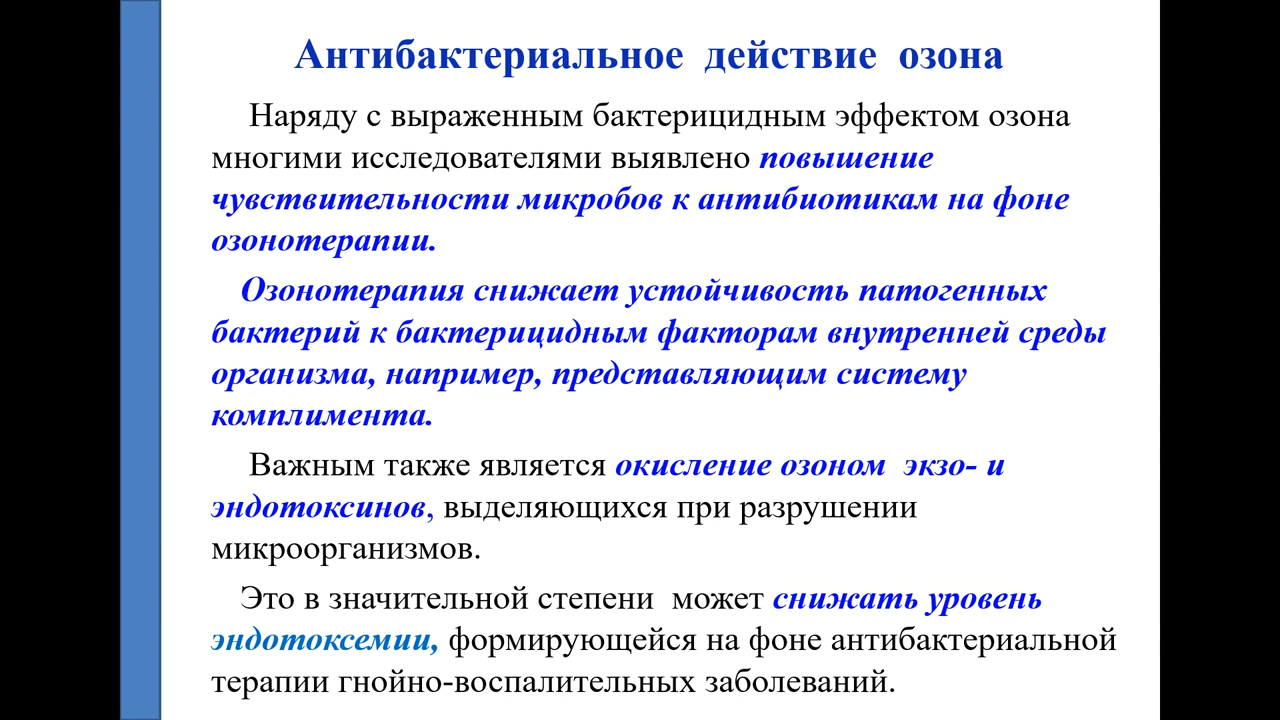 Антибактериальное действие озона
Наряду с выраженным бактерицидным эффектом озона
многими исследователями выявлено повышение
чувствительности микробов к антибиотикам на фоне
озонотерапии.
Озонотерапия снижает устойчивость патогенных
бактерий к бактерицидным факторам внутренней среды
организма, например, представляющим систему
комплимента.
Важным также является окисление озоном экзо- и
эндотоксинов, выделяющихся при разрушении
микроорганизмов.
Это в значительной степени может снижать уровень
эндотоксемии, формирующейся на фоне антибактериальной
терапии гнойно-воспалительных заболеваний.